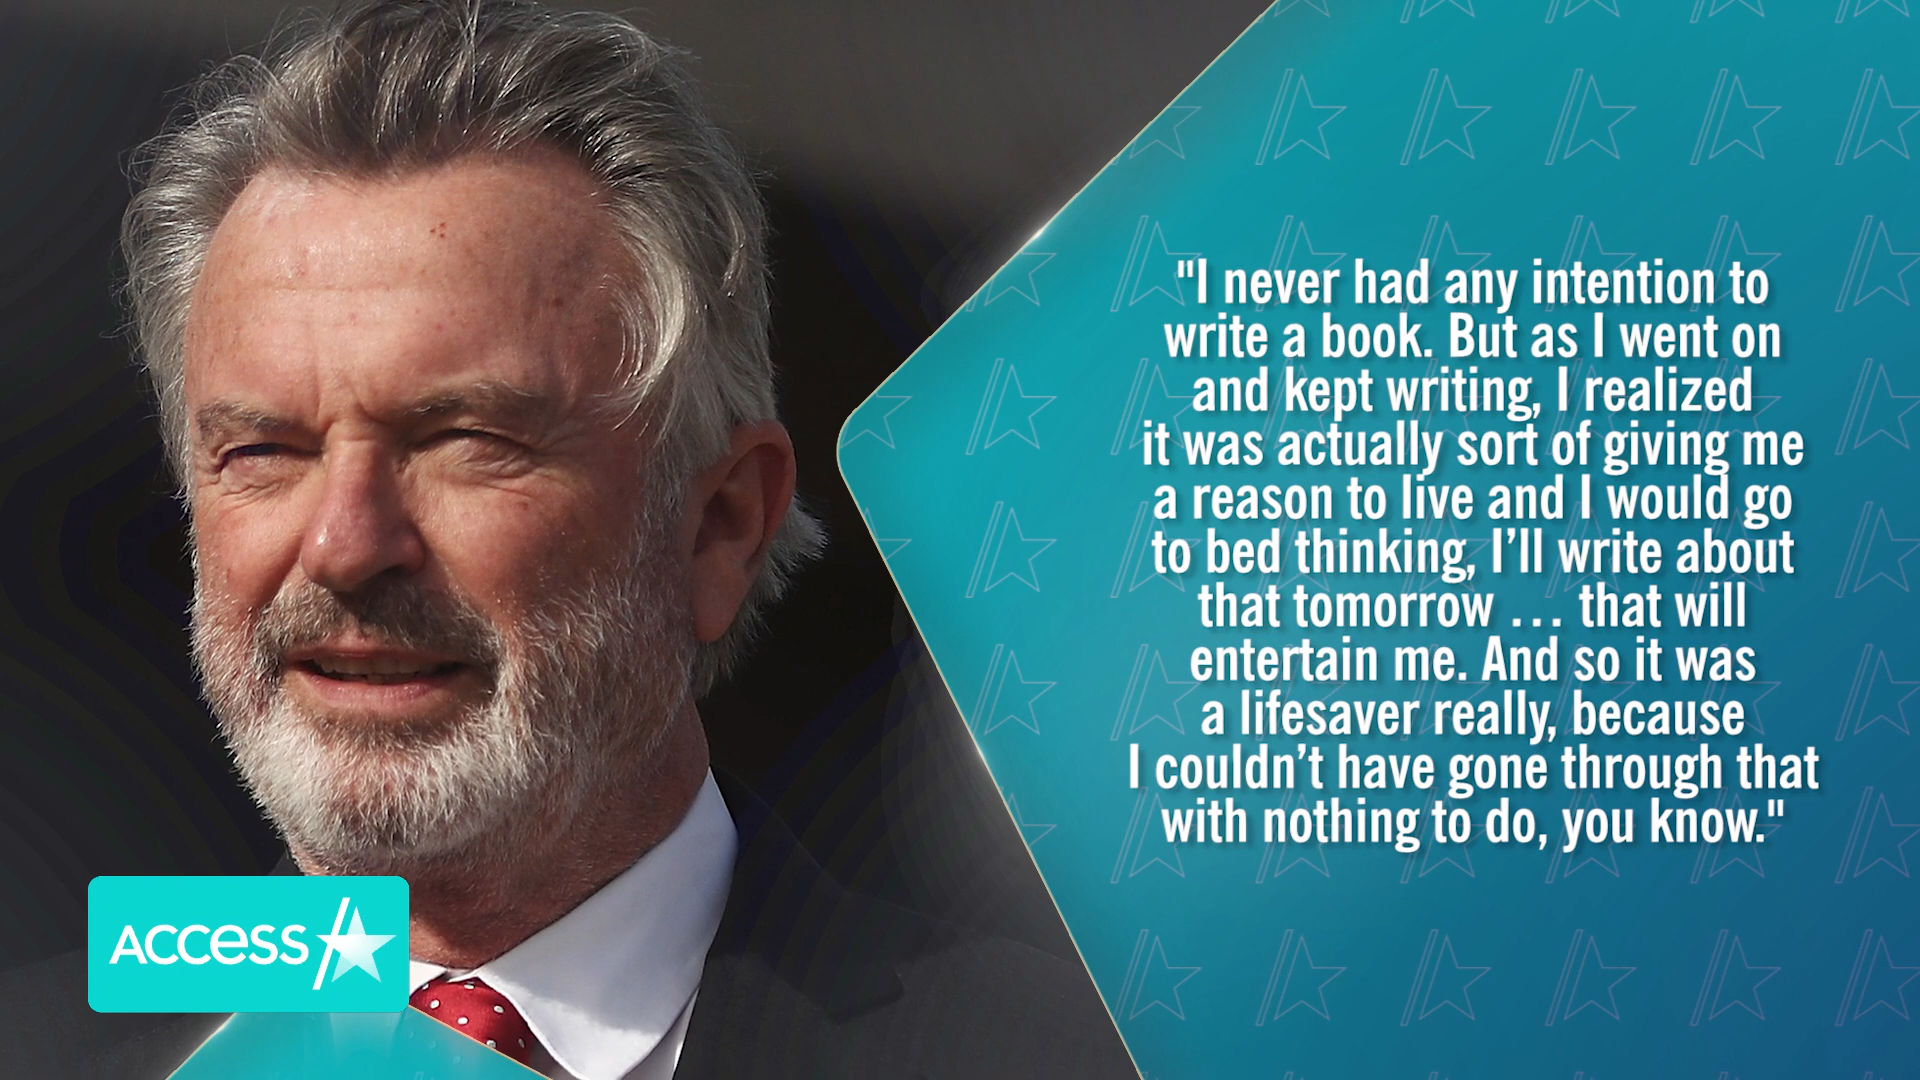 "I never had any intention to
write a book. But as I went on
and kept writing, I realized
it was actually sort of giving me
a reason to live and I would go
to bed thinking, I’ll write about
that tomorrow ... that will
entertain me. And so it was
a lifesaver really, because
I couldn’t have gone through that
with nothing to do, you know."
ACCESS